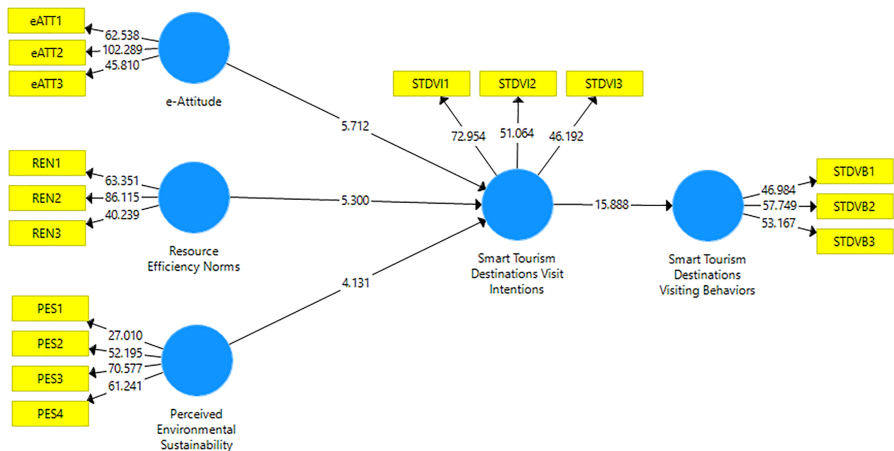 eATT1
62.538
eATT2
102.289
eATT3
45.810
e-Attitude
5.712
STDVI1
STDVI2
STDVI3
72.954
51.064
46.192
REN1
63.351
REN2
86.115
REN3
40.239
Resource
Efficiency Norms
5.300
Smart Tourism
Destinations Visit
Intentions
15.888
STDVB1
46.984
STDVB2
57.749
STDVB3
53.167
Smart Tourism
Destinations
Visiting Behaviors
4.131
PES1
27.010
PES2
52.195
PES3
70.577
PES4
61.241
Perceived
Environmental
Sustainability